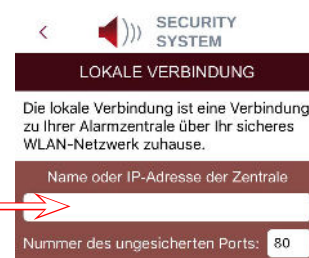 SECURITY
SYSTEM
LOKALE VERBINDUNG
Die lokale Verbindung ist eine Verbindung
zu Ihrer Alarmzentrale über Ihr sicheres
WLAN-Netzwerk zuhause.
Name oder IP-Adresse der Zentrale
Nummer des ungesicherten Ports: 80